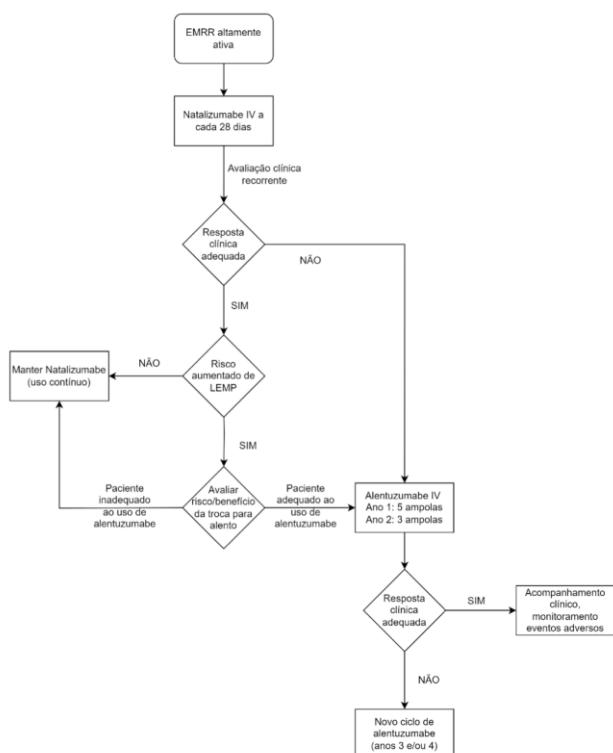 EMRR altamente
ativa
Natalizumabe IV a
cada 28 dias
Avaliação clínica
recorrente
Resposta
clínica
adequada
NÃO
SIM
Manter Natalizumabe
(uso contínuo)
NÃO
Risco
aumentado de
LEMP
SIM
Paciente
inadequado
ao uso de
alentuzumabe
Avaliar
risco/benefício
da troca para
alento
Paciente
adequado ao
uso de
alentuzumabe
Alentuzumabe IV
Ano 1: 5 ampolas
Ano 2: 3 ampolas
Resposta
clínica
adequada
SIM
Acompanhamento
clínico,
monitoramento
eventos adversos
NÃO
Novo ciclo de
alentuzumabe
(anos 3 e/ou 4)